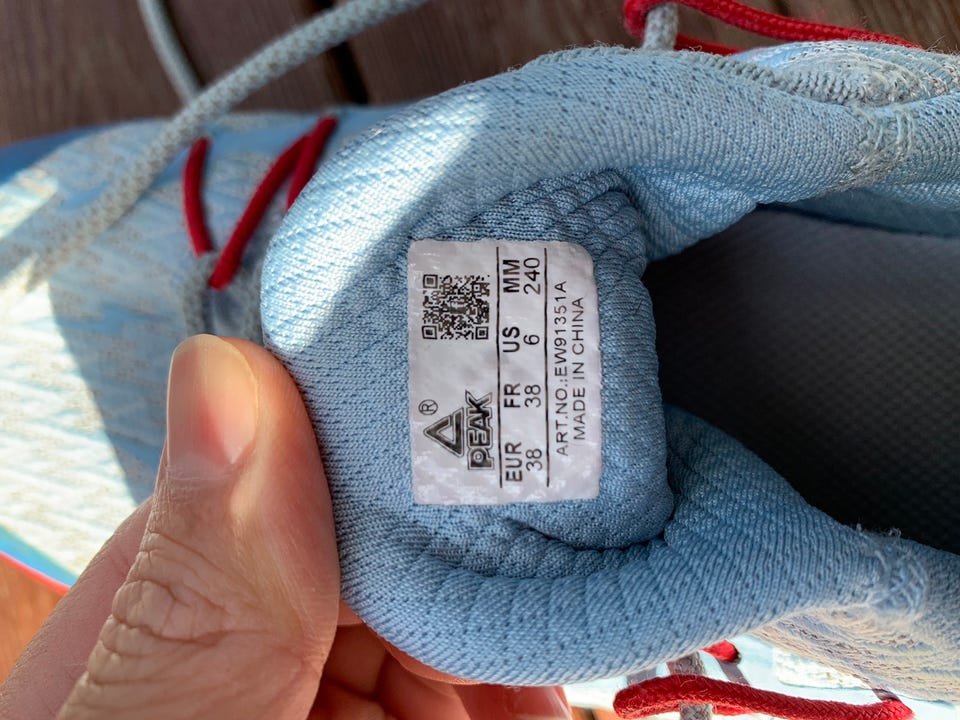 ®
PEAK
EUR FR US MM
38 38 6 240
ART.NO.:EW91351A
MADE IN CHINA